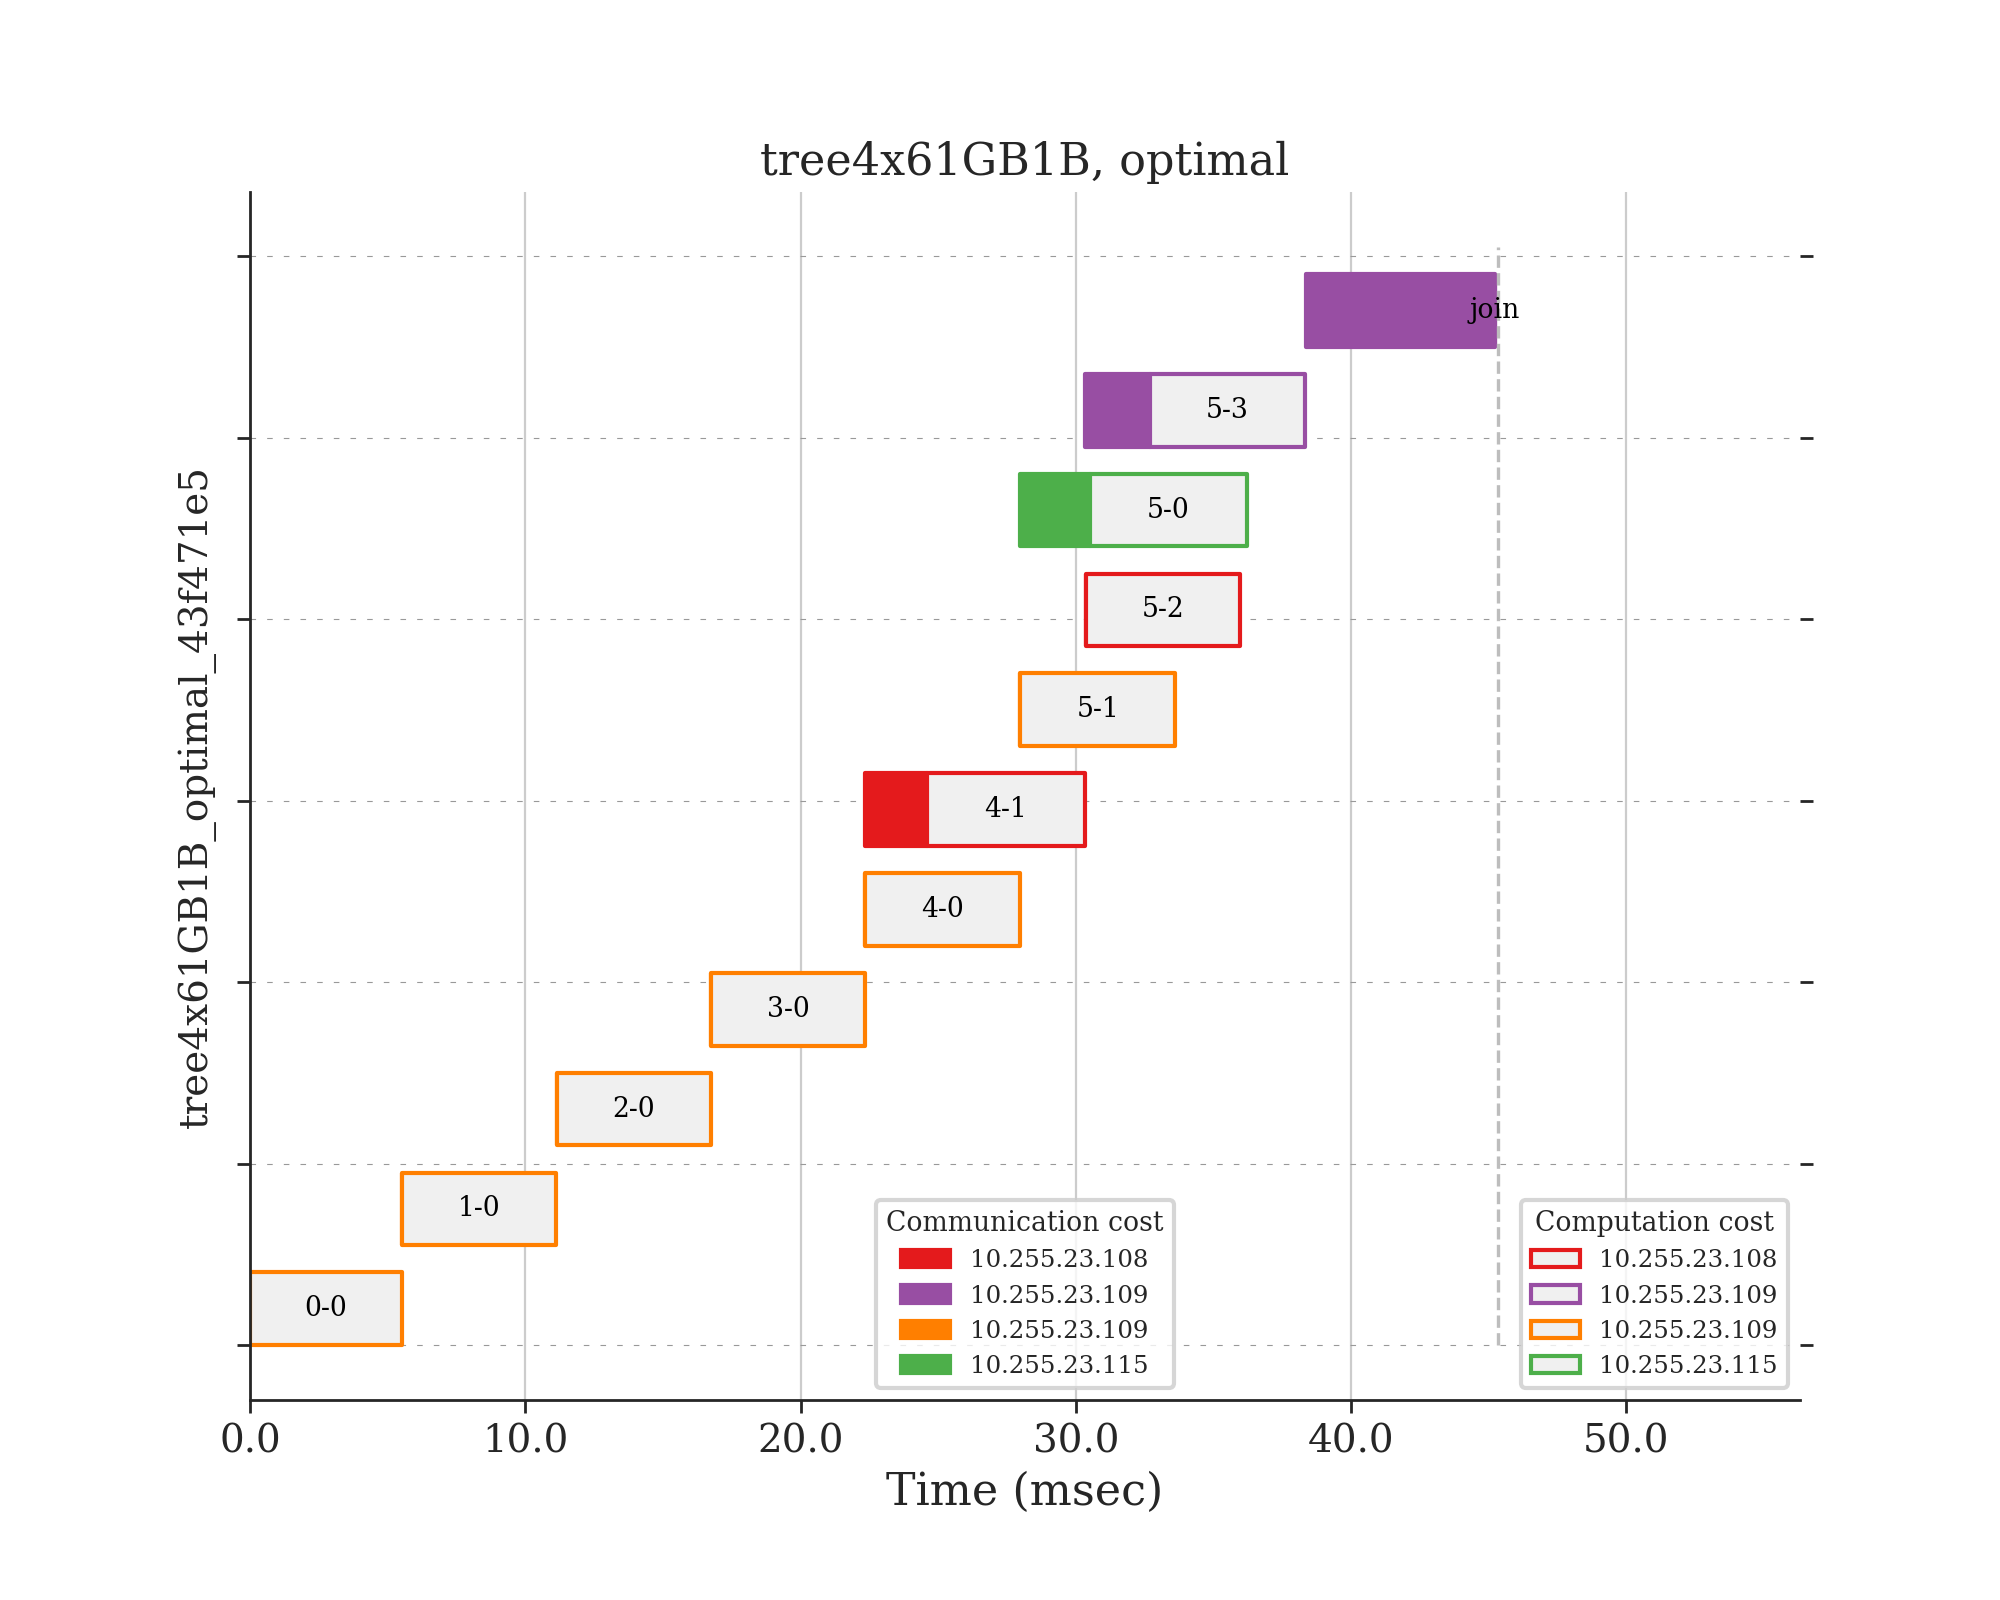 tree4x61GB1B, optimal
tree4x61GB1B_optimal_43f471e5
join
5-3
5-0
5-2
5-1
4-1
4-0
3-0
2-0
1-0
0-0
Communication cost
10.255.23.108
10.255.23.109
10.255.23.109
10.255.23.115
Computation cost
10.255.23.108
10.255.23.109
10.255.23.109
10.255.23.115
0.0 10.0 20.0 30.0 40.0 50.0
Time (msec)